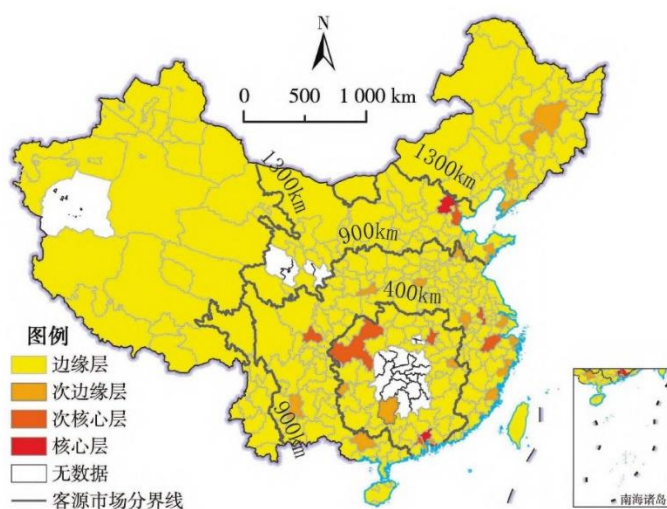 N
0 500 1 000 km
1300km
1300km
900km
400km
900km
图例
边缘层
次边缘层
次核心层
核心层
无数据
客源市场分界线
南海诸岛